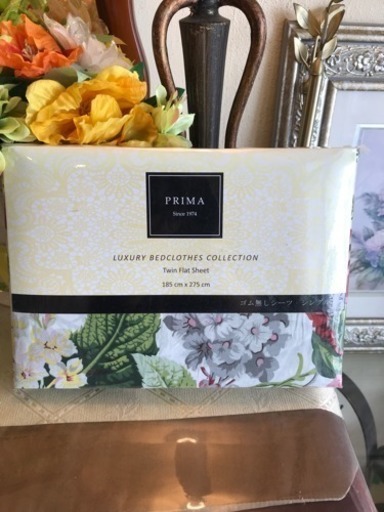 PRIMA
Since 1974
LUXURY BEDCLOTHES COLLECTION
Twin Flat Sheet
185 cm x 275 cm
ゴム無しシーツ